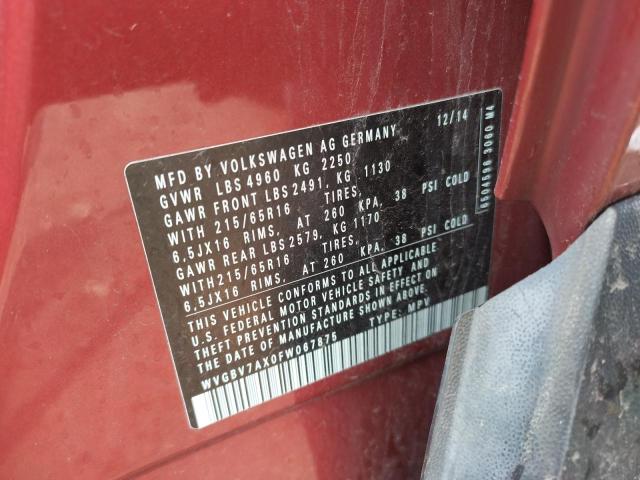 MFD BY VOLKSWAGEN AG GERMANY 12/14
GVWR LBS 4960 KG 2250
GAWR FRONT LBS 2491, KG 1130
WITH 215/65R16 TIRES,
6.5JX16 RIMS, AT 260 KPA, 38 PSI COLD
GAWR REAR LBS 2579, KG 1170
WITH 215/65R16 TIRES,
6.5JX16 RIMS, AT 260 KPA, 38 PSI COLD
THIS VEHICLE CONFORMS TO ALL APPLICABLE
U.S. FEDERAL MOTOR VEHICLE SAFETY AND
THEFT PREVENTION STANDARDS IN EFFECT ON
THE DATE OF MANUFACTURE SHOWN ABOVE.
WVGBV7AX0FW067875 TYPE: MPV
6504596 3060 M4